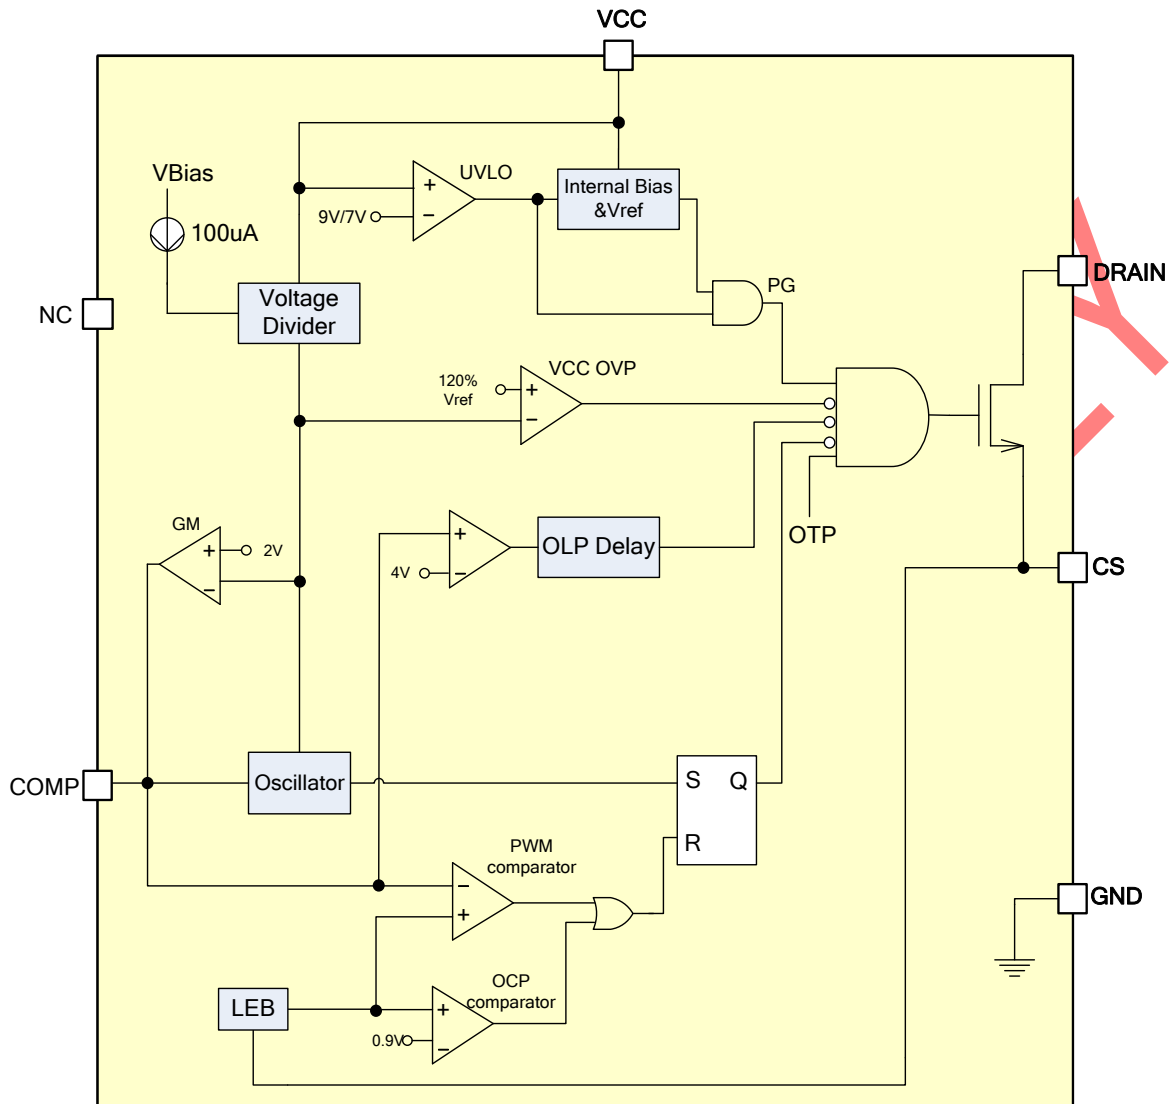 VCC
VBias
UVLO
Internal Bias
&Vref
+
−
9V/7V
100uA
DRAIN
PG
NC
Voltage
Divider
VCC OVP
120%
Vref
+
−
GM
+
2V
−
+
4V
−
OLP Delay
OTP
CS
COMP
Oscillator
S
Q
R
PWM
comparator
−
+
GND
OCP
comparator
LEB
+
0.9V
−